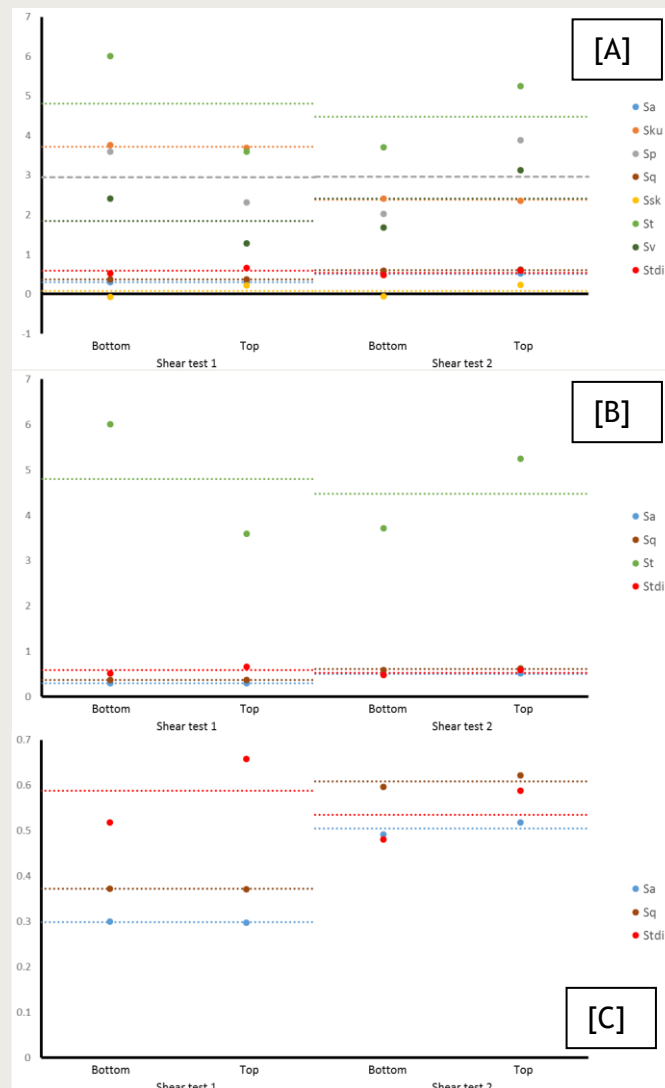 7
6
5
4
3
2
1
0
-1
[A]
Sa
Sku
Sp
Sq
Ssk
St
Sv
Stdi
Bottom Top Bottom Top
Shear test 1 Shear test 2
7
6
5
4
3
2
1
0
[B]
Sa
Sq
St
Stdi
Bottom Top Bottom Top
Shear test 1 Shear test 2
0.7
0.6
0.5
0.4
0.3
0.2
0.1
0
Sa
Sq
Stdi
[C]
Bottom Top Bottom Top
Shear test 1 Shear test 2